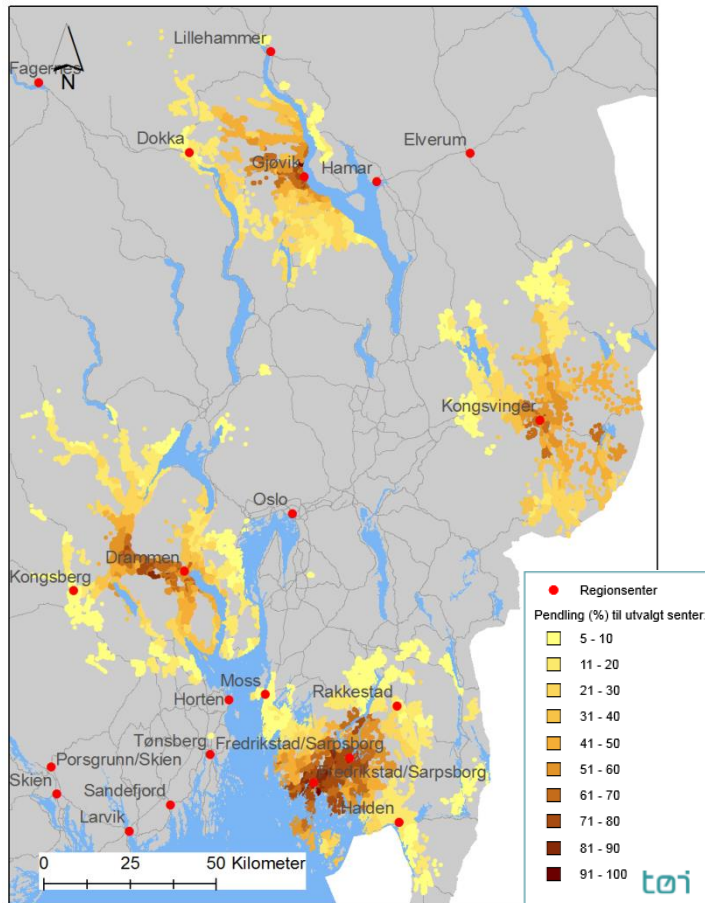 Lillehammer
Fagernes
N
Dokka
Elverum
Gjøvik
Hamar
Kongsvinger
Oslo
Drammen
Kongsberg
Moss
Rakkestad
Horten
Tønsberg
Fredrikstad/Sarpsborg
Porsgrunn/Skien
Fredrikstad/Sarpsborg
Skien
Sandefjord
Halden
Larvik
0 25 50 Kilometer
Regionsenter
Pendling (%) til utvalgt senter:
5 - 10
11 - 20
21 - 30
31 - 40
41 - 50
51 - 60
61 - 70
71 - 80
81 - 90
91 - 100
tøi